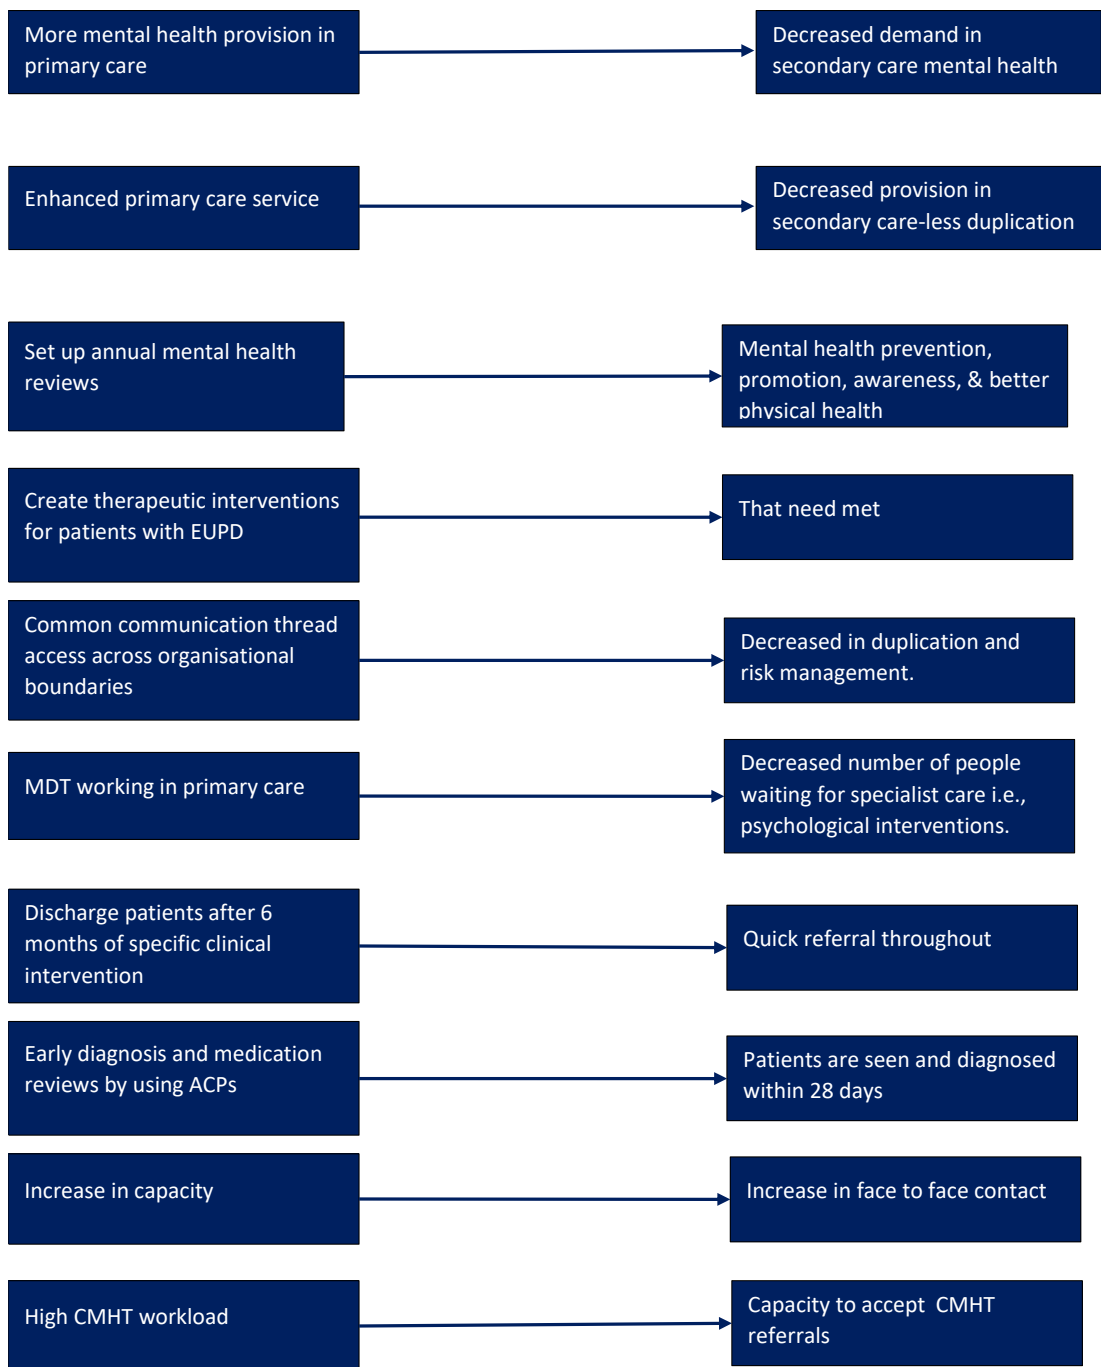 More mental health provision in
primary care
Decreased demand in
secondary care mental health
Enhanced primary care service
Decreased provision in
secondary care-less duplication
Set up annual mental health
reviews
Mental health prevention,
promotion, awareness, & better
physical health
Create therapeutic interventions
for patients with EUPD
That need met
Common communication thread
access across organisational
boundaries
Decreased in duplication and
risk management.
MDT working in primary care
Decreased number of people
waiting for specialist care i.e.,
psychological interventions.
Discharge patients after 6
months of specific clinical
intervention
Quick referral throughout
Early diagnosis and medication
reviews by using ACPs
Patients are seen and diagnosed
within 28 days
Increase in capacity
Increase in face to face contact
High CMHT workload
Capacity to accept  CMHT
referrals